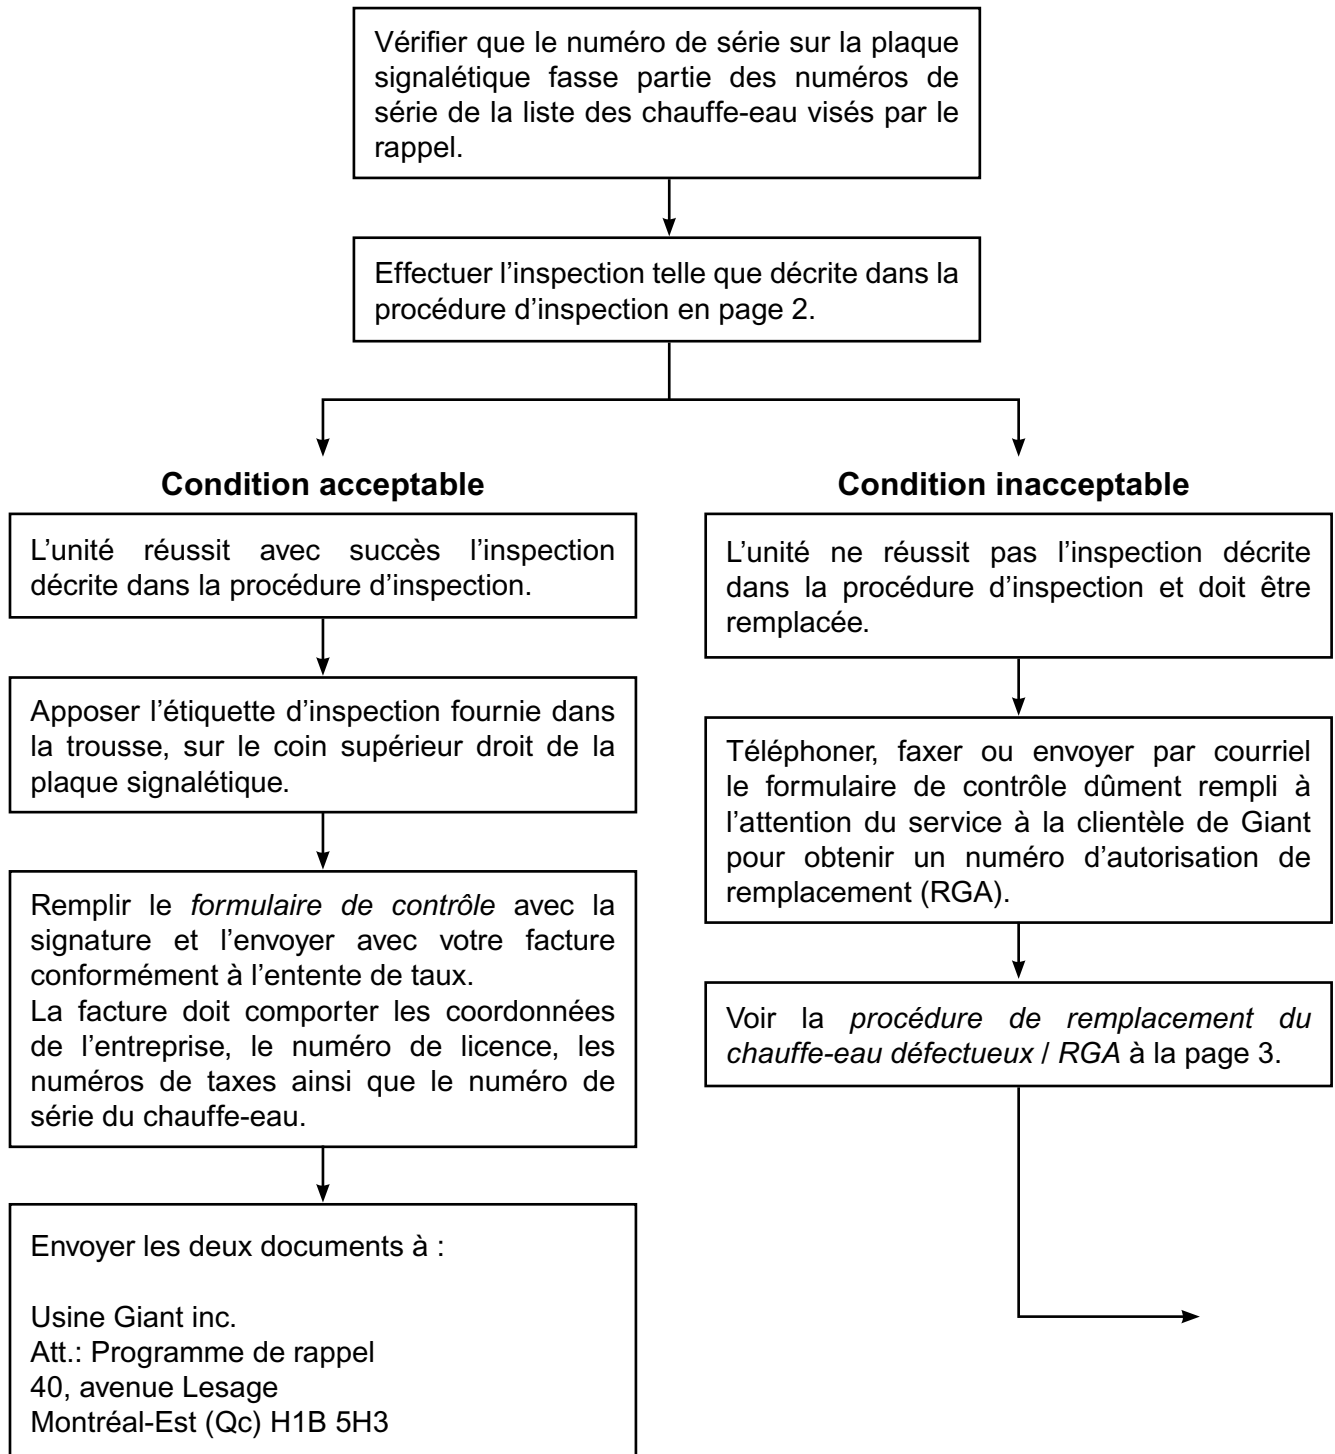 Vérifier que le numéro de série sur la plaque
signalétique fasse partie des numéros de
série de la liste des chauffe-eau visés par le
rappel.
Effectuer l’inspection telle que décrite dans la
procédure d’inspection en page 2.
Condition acceptable
L’unité réussit avec succès l’inspection
décrite dans la procédure d’inspection.
Apposer l’étiquette d’inspection fournie dans
la trousse, sur le coin supérieur droit de la
plaque signalétique.
Remplir le formulaire de contrôle avec la
signature et l’envoyer avec votre facture
conformément à l’entente de taux.
La facture doit comporter les coordonnées
de l’entreprise, le numéro de licence, les
numéros de taxes ainsi que le numéro de
série du chauffe-eau.
Envoyer les deux documents à :
Usine Giant inc.
Att.: Programme de rappel
40, avenue Lesage
Montréal-Est (Qc) H1B 5H3
Condition inacceptable
L’unité ne réussit pas l’inspection décrite
dans la procédure d’inspection et doit être
remplacée.
Téléphoner, faxer ou envoyer par courriel
le formulaire de contrôle dûment rempli à
l’attention du service à la clientèle de Giant
pour obtenir un numéro d’autorisation de
remplacement (RGA).
Voir la procédure de remplacement du
chauffe-eau défectueux / RGA à la page 3.